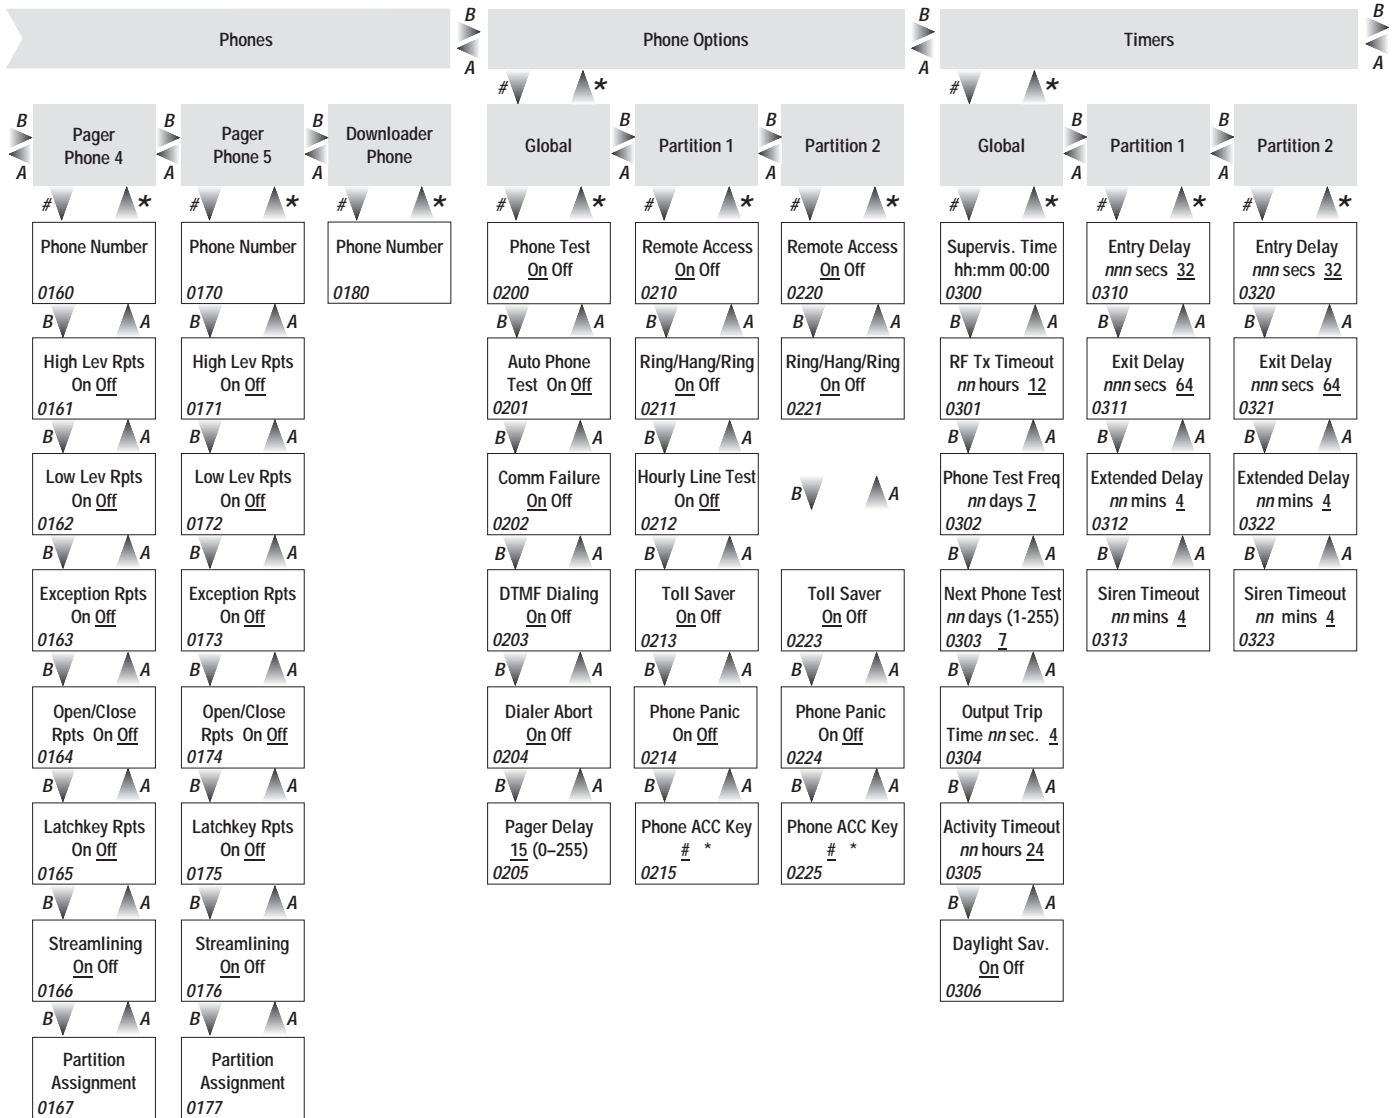 Phones
B
A
Phone Options
B
A
Timers
B
A
# *
# *
B
A
Pager
Phone 4
B
A
Pager
Phone 5
B
A
Downloader
Phone
Global
B
A
Partition 1
B
A
Partition 2
Global
B
A
Partition 1
B
A
Partition 2
# *
# *
# *
# *
# *
# *
# *
# *
# *
Phone Number
0160
B A
High Lev Rpts
On Off
0161
B A
Low Lev Rpts
On Off
0162
B A
Exception Rpts
On Off
0163
B A
Open/Close
Rpts On Off
0164
B A
Latchkey Rpts
On Off
0165
B A
Streamlining
On Off
0166
B A
Partition
Assignment
0167
Phone Number
0170
B A
High Lev Rpts
On Off
0171
B A
Low Lev Rpts
On Off
0172
B A
Exception Rpts
On Off
0173
B A
Open/Close
Rpts On Off
0174
B A
Latchkey Rpts
On Off
0175
B A
Streamlining
On Off
0176
B A
Partition
Assignment
0177
Phone Number
0180
Phone Test
On Off
0200
B A
Auto Phone
Test On Off
0201
B A
Comm Failure
On Off
0202
B A
DTMF Dialing
On Off
0203
B A
Dialer Abort
On Off
0204
B A
Pager Delay
15 (0–255)
0205
Remote Access
On Off
0210
B A
Ring/Hang/Ring
On Off
0211
B A
Hourly Line Test
On Off
0212
B A
Toll Saver
On Off
0213
B A
Phone Panic
On Off
0214
B A
Phone ACC Key
# *
0215
Remote Access
On Off
0220
B A
Ring/Hang/Ring
On Off
0221
B A
Toll Saver
On Off
0223
B A
Phone Panic
On Off
0224
B A
Phone ACC Key
# *
0225
Supervis. Time
hh:mm 00:00
0300
B A
RF Tx Timeout
nn hours 12
0301
B A
Phone Test Freq
nn days 7
0302
B A
Next Phone Test
nn days (1-255)
0303 7
B A
Output Trip
Time nn sec. 4
0304
B A
Activity Timeout
nn hours 24
0305
B A
Daylight Sav.
On Off
0306
Entry Delay
nnn secs 32
0310
B A
Exit Delay
nnn secs 64
0311
B A
Extended Delay
nn mins 4
0312
B A
Siren Timeout
nn mins 4
0313
Entry Delay
nnn secs 32
0320
B A
Exit Delay
nnn secs 64
0321
B A
Extended Delay
nn mins 4
0322
B A
Siren Timeout
nn mins 4
0323